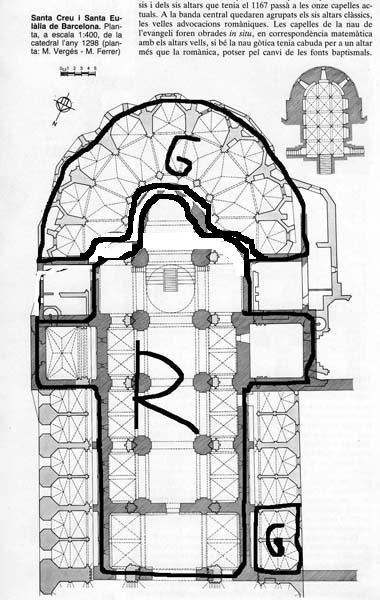 sis i dels sis altars que tenia el 1167 passà a les onze capelles ac-
tuals. A la banda central quedaren agrupats els sis altars clàssics,
les velles advocacions romàniques. Les capelles de la nau de
l'evangeli foren obrades in situ, en correspondència matemàtica
amb els altars vells, si bé la nau gòtica tenia cabuda per a un altar
més que la romànica, potser pel canvi de les fonts baptismals.
Santa Creu i Santa Eu-
làlia de Barcelona. Plan-
ta, a escala 1:400, de la
catedral l'any 1298 (plan-
ta: M. Vergés - M. Ferrer)
G
R
G